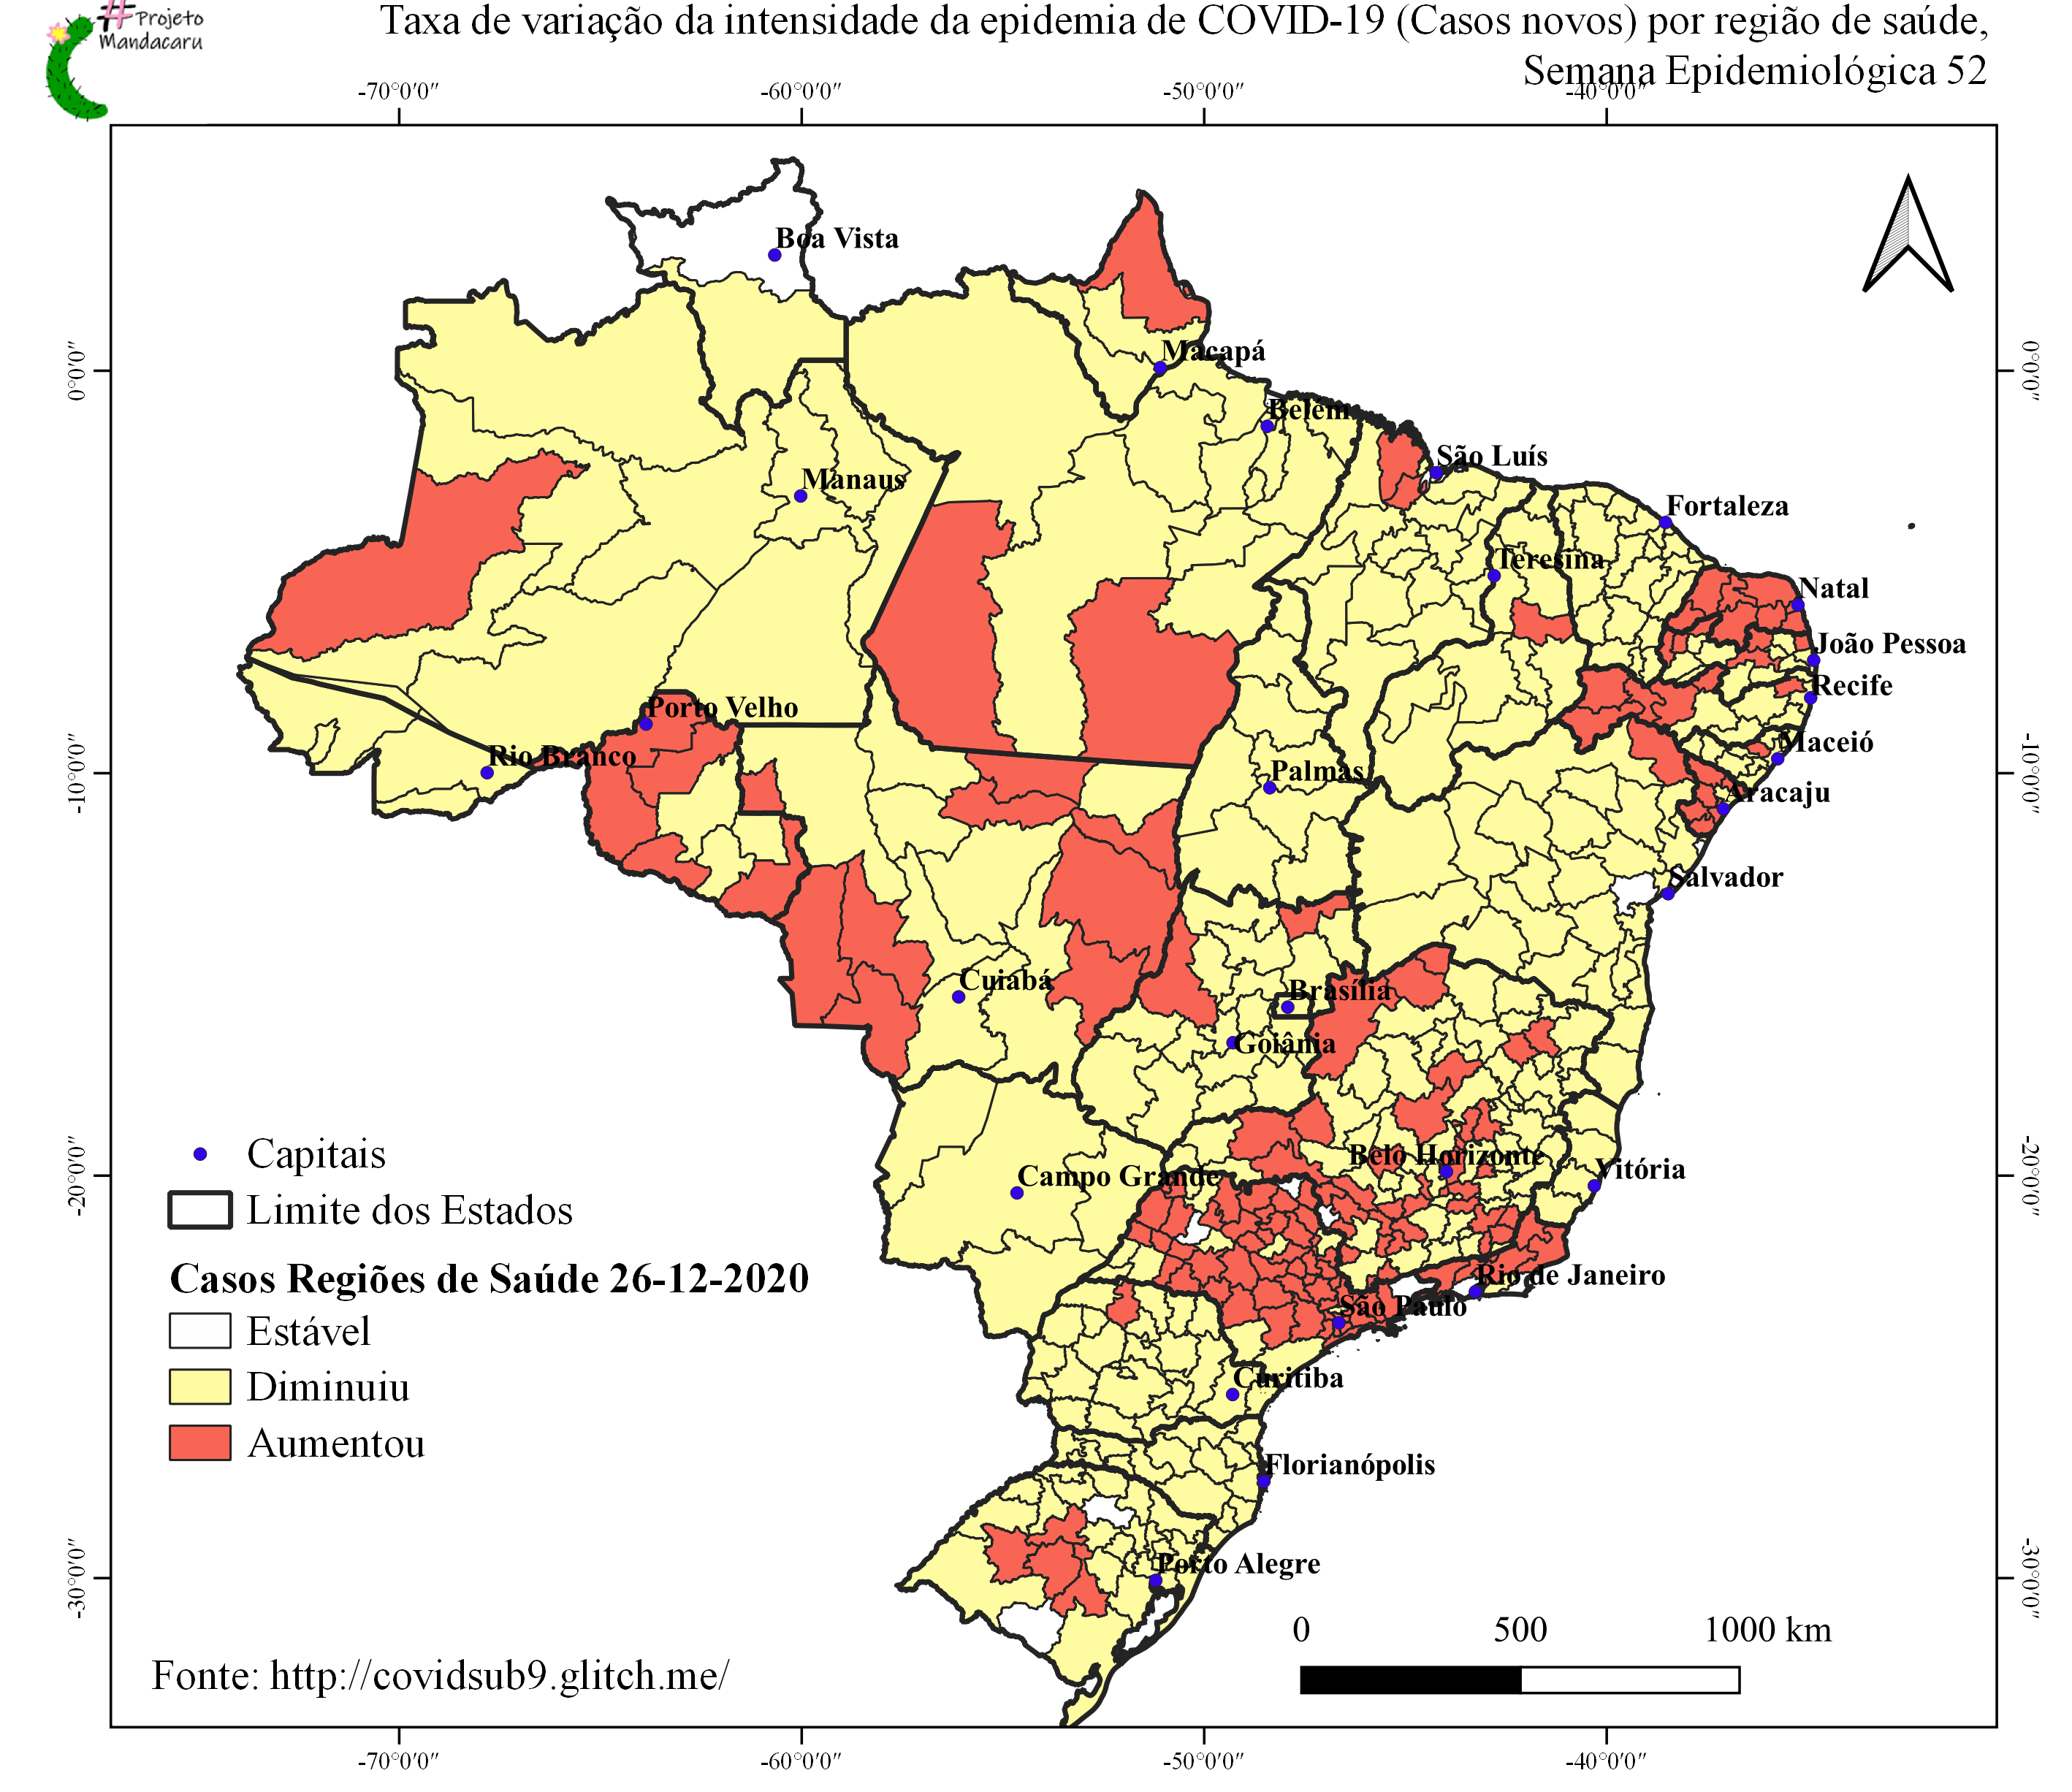 #Projeto
Mandacaru
Taxa de variação da intensidade da epidemia de COVID-19 (Casos novos) por região de saúde,
Semana Epidemiológica 52
-70°0'0" -60°0'0" -50°0'0" -40°0'0"
0°0'0" 0°0'0"
-10°0'0" -10°0'0"
-20°0'0" -20°0'0"
-30°0'0" -30°0'0"
Boa Vista
Macapá
Belém
São Luís
Manaus
Fortaleza
Teresina
Natal
João Pessoa
Recife
Porto Velho
Maceió
Rio Branco
Palmas
Aracaju
Salvador
Cuiabá
Brasília
Goiânia
Belo Horizonte
Vitória
Campo Grande
Rio de Janeiro
São Paulo
Curitiba
Florianópolis
Porto Alegre
Capitais
Limite dos Estados
Casos Regiões de Saúde 26-12-2020
Estável
Diminuiu
Aumentou
0 500 1000 km
Fonte: http://covidsub9.glitch.me/
-70°0'0" -60°0'0" -50°0'0" -40°0'0"